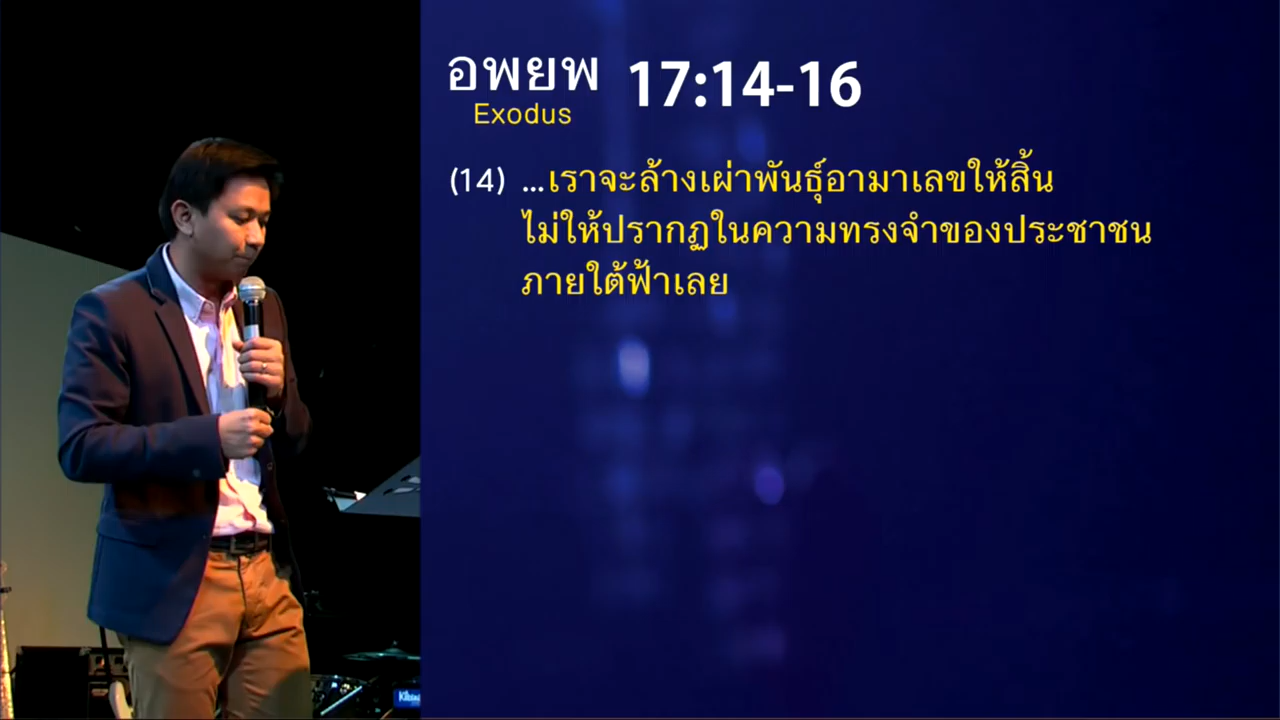 อพยพ 17:14-16
Exodus
(14) ...เราจะล้างเผ่าพันธุ์อามาเลขให้สิ้น
ไม่ให้ปรากฏในความทรงจำของประชาชน
ภายใต้ฟ้าเลย